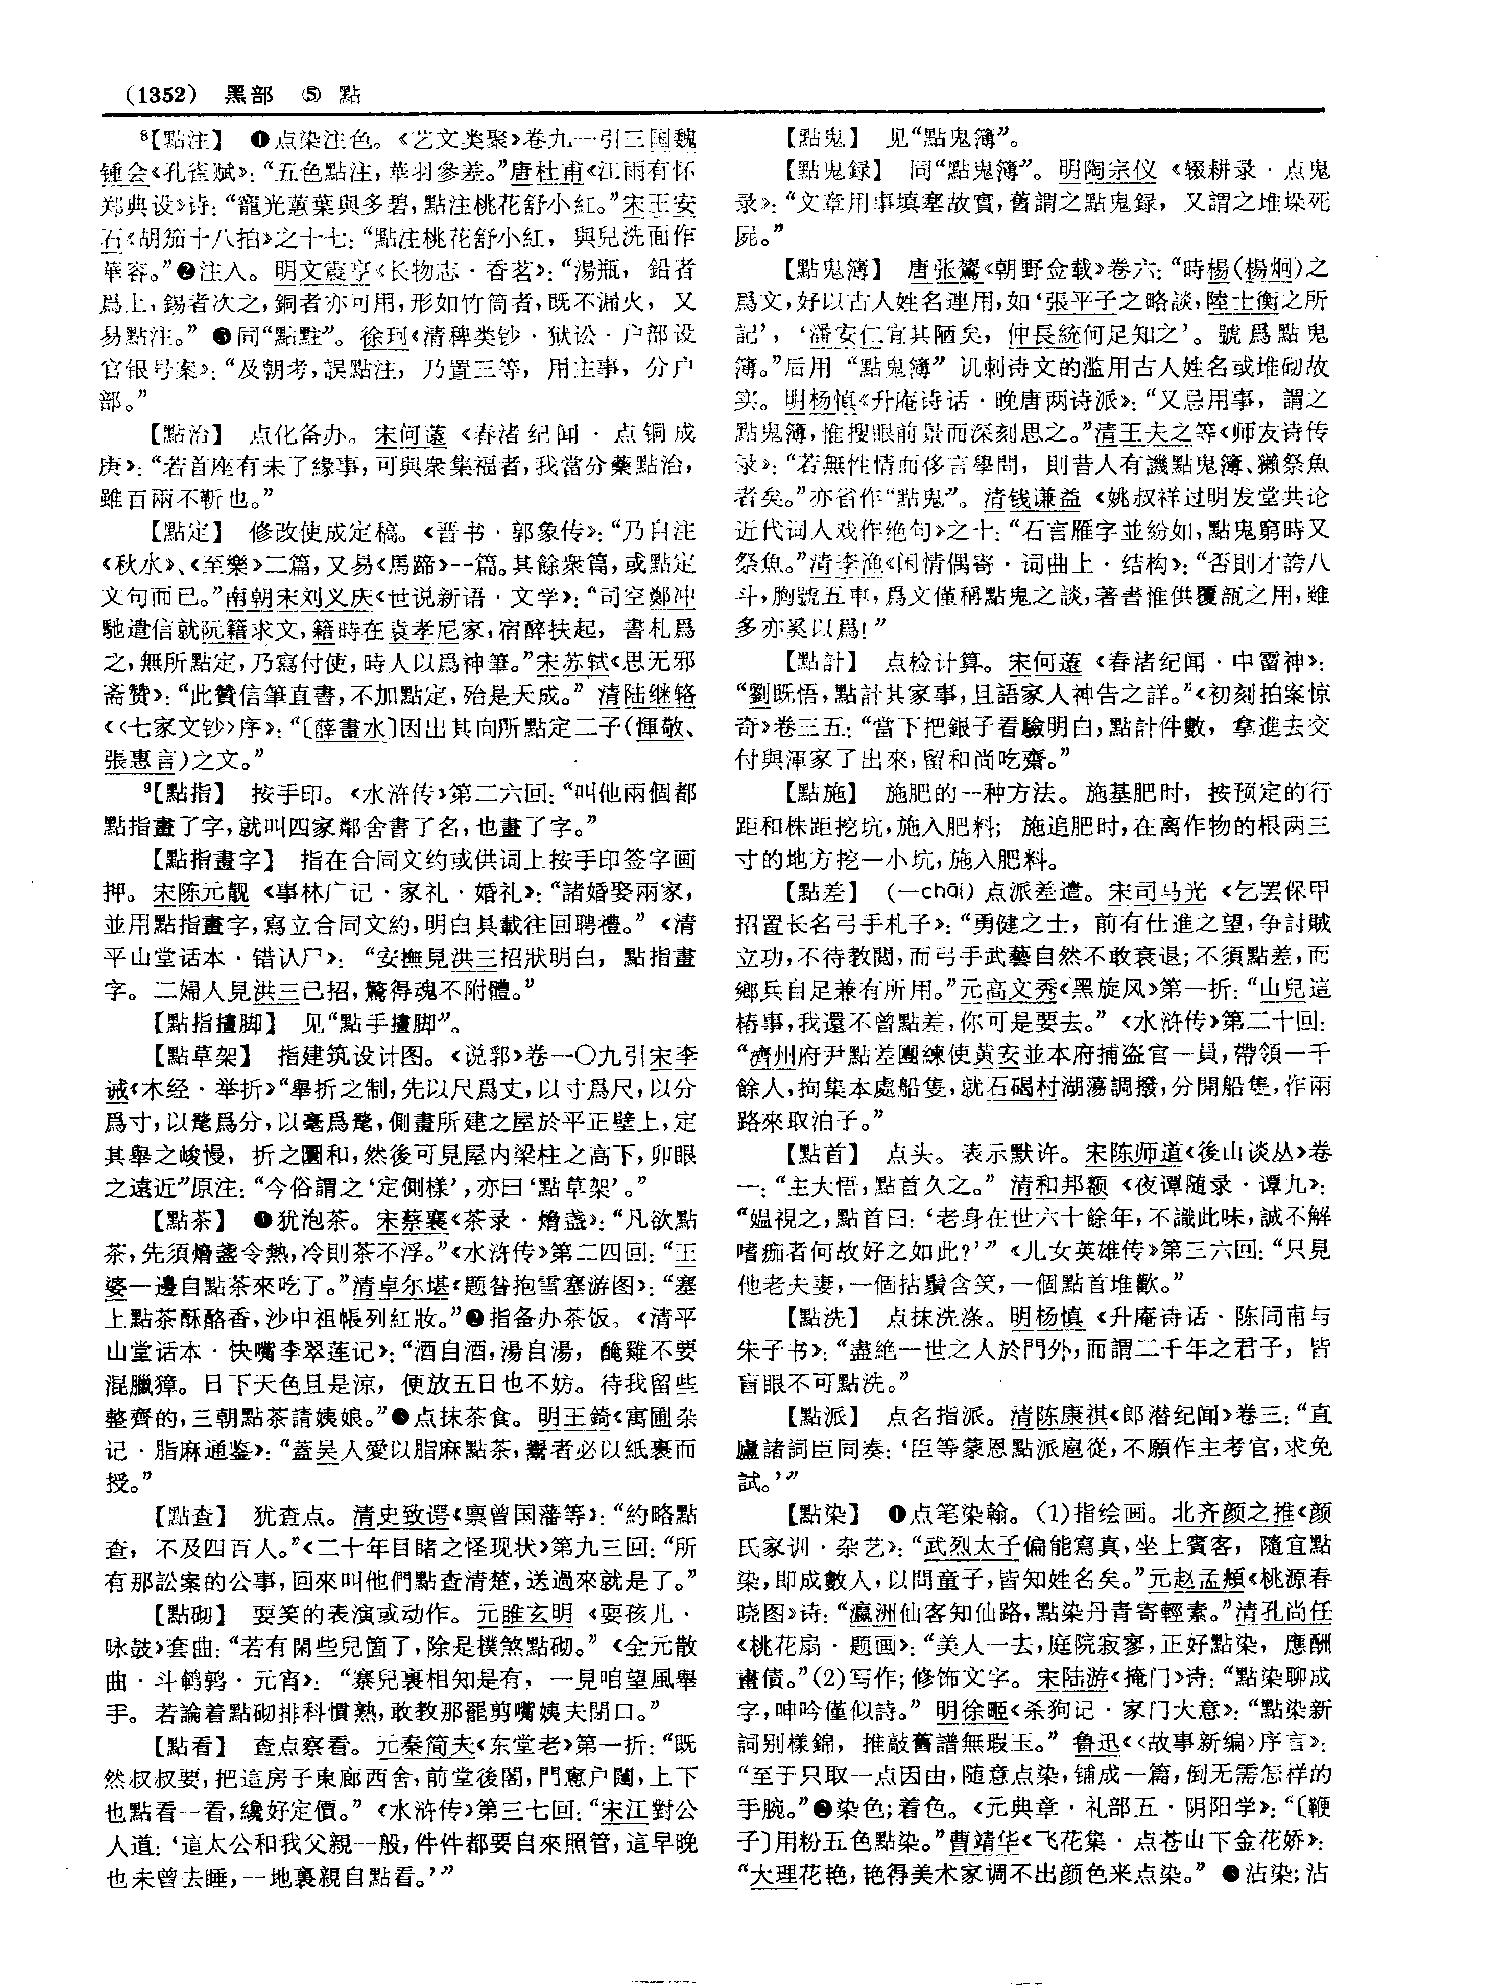 (1352) 黑部 ⑤ 點
⁸【點注】 ❶点染注色。《艺文类聚》卷九一引三国魏
锺会《孔雀赋》：“五色點注，華羽參差。”唐杜甫《江雨有怀
郑典设》诗：“寵光蕙葉與多碧，點注桃花舒小紅。”宋王安
石《胡笳十八拍》之十七：“點注桃花舒小紅，與兒洗面作
華容。”❷注入。明文震亨《长物志·香茗》：“湯瓶，鉛者
爲上，錫者次之，銅者亦可用，形如竹筒者，既不漏火，又
易點注。” ❸同“點黈”。徐珂《清稗类钞·狱讼·户部设
官银号案》：“及朝考，誤點注，乃置三等，用主事，分户
部。”
【點治】 点化备办。宋何薳《春渚纪闻·点铜成
庚》：“若首座有未了緣事，可與衆集福者，我當分藥點治，
雖百兩不靳也。”
【點定】 修改使成定稿。《晋书·郭象传》：“乃自注
《秋水》、《至樂》二篇，又易《馬蹄》一篇。其餘衆篇，或點定
文句而已。”南朝宋刘义庆《世说新语·文学》：“司空鄭冲
馳遣信就阮籍求文，籍時在袁孝尼家，宿醉扶起，書札爲
之，無所點定，乃寫付使，時人以爲神筆。”宋苏轼《思无邪
斋赞》：“此贊信筆直書，不加點定，殆是天成。” 清陆继辂
《〈七家文钞〉序》：“〔薛畫水〕因出其向所點定二子（惲敬、
張惠言）之文。”
⁹【點指】 按手印。《水浒传》第二六回：“叫他兩個都
點指畫了字，就叫四家鄰舍書了名，也畫了字。”
【點指畫字】 指在合同文约或供词上按手印签字画
押。宋陈元靓《事林广记·家礼·婚礼》：“諸婚娶兩家，
並用點指畫字，寫立合同文約，明白具載往回聘禮。”《清
平山堂话本·错认尸》：“安撫見洪三招狀明白，點指畫
字。二婦人見洪三已招，驚得魂不附體。”
【點指攆脚】 见“點手攆脚”。
【點草架】 指建筑设计图。《说郛》卷一〇九引宋李
诫《木经·举折》“舉折之制，先以尺爲丈，以寸爲尺，以分
爲寸，以氂爲分，以毫爲氂，側畫所建之屋於平正壁上，定
其舉之峻慢，折之圜和，然後可見屋内梁柱之高下，卯眼
之遠近”原注：“今俗謂之‘定側樣’，亦曰‘點草架’。”
【點茶】 ❶犹泡茶。宋蔡襄《茶录·熁盏》：“凡欲點
茶，先須熁盞令熱，冷則茶不浮。”《水浒传》第二四回：“王
婆一邊自點茶來吃了。”清卓尔堪《题昝抱雪塞游图》：“塞
上點茶酥酪香，沙中祖帳列紅妝。”❷指备办茶饭。《清平
山堂话本·快嘴李翠莲记》：“酒自酒，湯自湯，醃雞不要
混臘獐。日下天色且是涼，便放五日也不妨。待我留些
整齊的，三朝點茶請姨娘。”❸点抹茶食。明王錡《寓圃杂
记·脂麻通鉴》：“蓋吴人愛以脂麻點茶，鬻者必以紙裹而
授。”
【點查】 犹查点。清史致谔《禀曾国藩等》：“約略點
查，不及四百人。”《二十年目睹之怪现状》第九三回：“所
有那訟案的公事，回來叫他們點查清楚，送過來就是了。”
【點砌】 耍笑的表演或动作。元睢玄明《耍孩儿·
咏鼓》套曲：“若有閑些兒箇了，除是樸煞點砌。”《全元散
曲·斗鹌鹑·元宵》：“寨兒裏相知是有，一見咱望風舉
手。若論着點砌排科慣熟，敢教那罷剪嘴姨夫閉口。”
【點看】 查点察看。元秦简夫《东堂老》第一折：“既
然叔叔要，把這房子東廊西舍，前堂後閣，門窻户闥，上下
也點看一看，纔好定價。”《水浒传》第三七回：“宋江對公
人道：‘這太公和我父親一般，件件都要自來照管，這早晚
也未曾去睡，一地裏親自點看。’”
【點鬼】 见“點鬼簿”。
【點鬼録】 同“點鬼簿”。明陶宗仪《辍耕录·点鬼
录》：“文章用事填塞故實，舊謂之點鬼録，又謂之堆垛死
屍。”
【點鬼簿】 唐张鷟《朝野佥载》卷六：“時楊（楊炯）之
爲文，好以古人姓名連用，如‘張平子之略談，陸士衡之所
記’，‘潘安仁宜其陋矣，仲長統何足知之’。號爲點鬼
簿。”后用“點鬼簿”讥刺诗文的滥用古人姓名或堆砌故
实。明杨慎《升庵诗话·晚唐两诗派》：“又忌用事，謂之
點鬼簿，惟搜眼前景而深刻思之。”清王夫之等《师友诗传
录》：“若無性情而侈言學問，則昔人有譏點鬼簿、獺祭魚
者矣。”亦省作“點鬼”。清钱谦益《姚叔祥过明发堂共论
近代词人戏作绝句》之十：“石言雁字並紛如，點鬼窮時又
祭魚。”清李渔《闲情偶寄·词曲上·结构》：“否則才誇八
斗，胸號五車，爲文僅稱點鬼之談，著書惟供覆瓿之用，雖
多亦奚以爲！”
【點計】 点检计算。宋何薳《春渚纪闻·中霤神》：
“劉既悟，點計其家事，且語家人神告之詳。”《初刻拍案惊
奇》卷三五：“當下把銀子看驗明白，點計件數，拿進去交
付與渾家了出來，留和尚吃齋。”
【點施】 施肥的一种方法。施基肥时，按预定的行
距和株距挖坑，施入肥料；施追肥时，在离作物的根两三
寸的地方挖一小坑，施入肥料。
【點差】 （—chāi）点派差遣。宋司马光《乞罢保甲
招置长名弓手札子》：“勇健之士，前有仕進之望，争討賊
立功，不待教閲，而弓手武藝自然不敢衰退；不須點差，而
鄉兵自足兼有所用。”元高文秀《黑旋风》第一折：“山兒這
樁事，我還不曾點差，你可是要去。”《水浒传》第二十回：
“濟州府尹點差團練使黄安並本府捕盗官一員，帶領一千
餘人，拘集本處船隻，就石碣村湖蕩調撥，分開船隻，作兩
路來取泊子。”
【點首】 点头。表示默许。宋陈师道《後山谈丛》卷
一：“主大悟，點首久之。” 清和邦额《夜谭随录·谭九》：
“媪視之，點首曰：‘老身在世六十餘年，不識此味，誠不解
嗜痂者何故好之如此？’”《儿女英雄传》第三六回：“只見
他老夫妻，一個拈鬚含笑，一個點首堆歡。”
【點洗】 点抹洗涤。明杨慎《升庵诗话·陈同甫与
朱子书》：“盡絶一世之人於門外，而謂二千年之君子，皆
盲眼不可點洗。”
【點派】 点名指派。清陈康祺《郎潜纪闻》卷三：“直
廬諸詞臣同奏：‘臣等蒙恩點派扈從，不願作主考官，求免
試。’”
【點染】 ❶点笔染翰。（1）指绘画。北齐颜之推《颜
氏家训·杂艺》：“武烈太子偏能寫真，坐上賓客，隨宜點
染，即成數人，以問童子，皆知姓名矣。”元赵孟頫《桃源春
晓图》诗：“瀛洲仙客知仙路，點染丹青寄輕素。”清孔尚任
《桃花扇·题画》：“美人一去，庭院寂寥，正好點染，應酬
畫債。”（2）写作；修饰文字。宋陆游《掩门》诗：“點染聊成
字，呻吟僅似詩。” 明徐㬂《杀狗记·家门大意》：“點染新
詞别樣錦，推敲舊譜無瑕玉。” 鲁迅《〈故事新编〉序言》：
“至于只取一点因由，随意点染，铺成一篇，倒无需怎样的
手腕。”❷染色；着色。《元典章·礼部五·阴阳学》：“〔鞭
子〕用粉五色點染。”曹靖华《飞花集·点苍山下金花娇》：
“大理花艳，艳得美术家调不出颜色来点染。” ❸沾染；沾